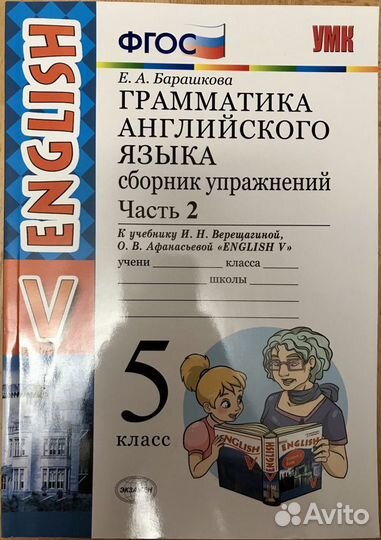 ФГОС
УМК
Е. А. Барашкова
ГРАММАТИКА
АНГЛИЙСКОГО
ЯЗЫКА
сборник упражнений
Часть 2
К учебнику И. Н. Верещагиной,
О. В. Афанасьевой «ENGLISH V»
учени класса
школы
ENGLISH V
5
класс
ENGLISH
V
ENGLISH
ЭКЗАМЕН
Avito